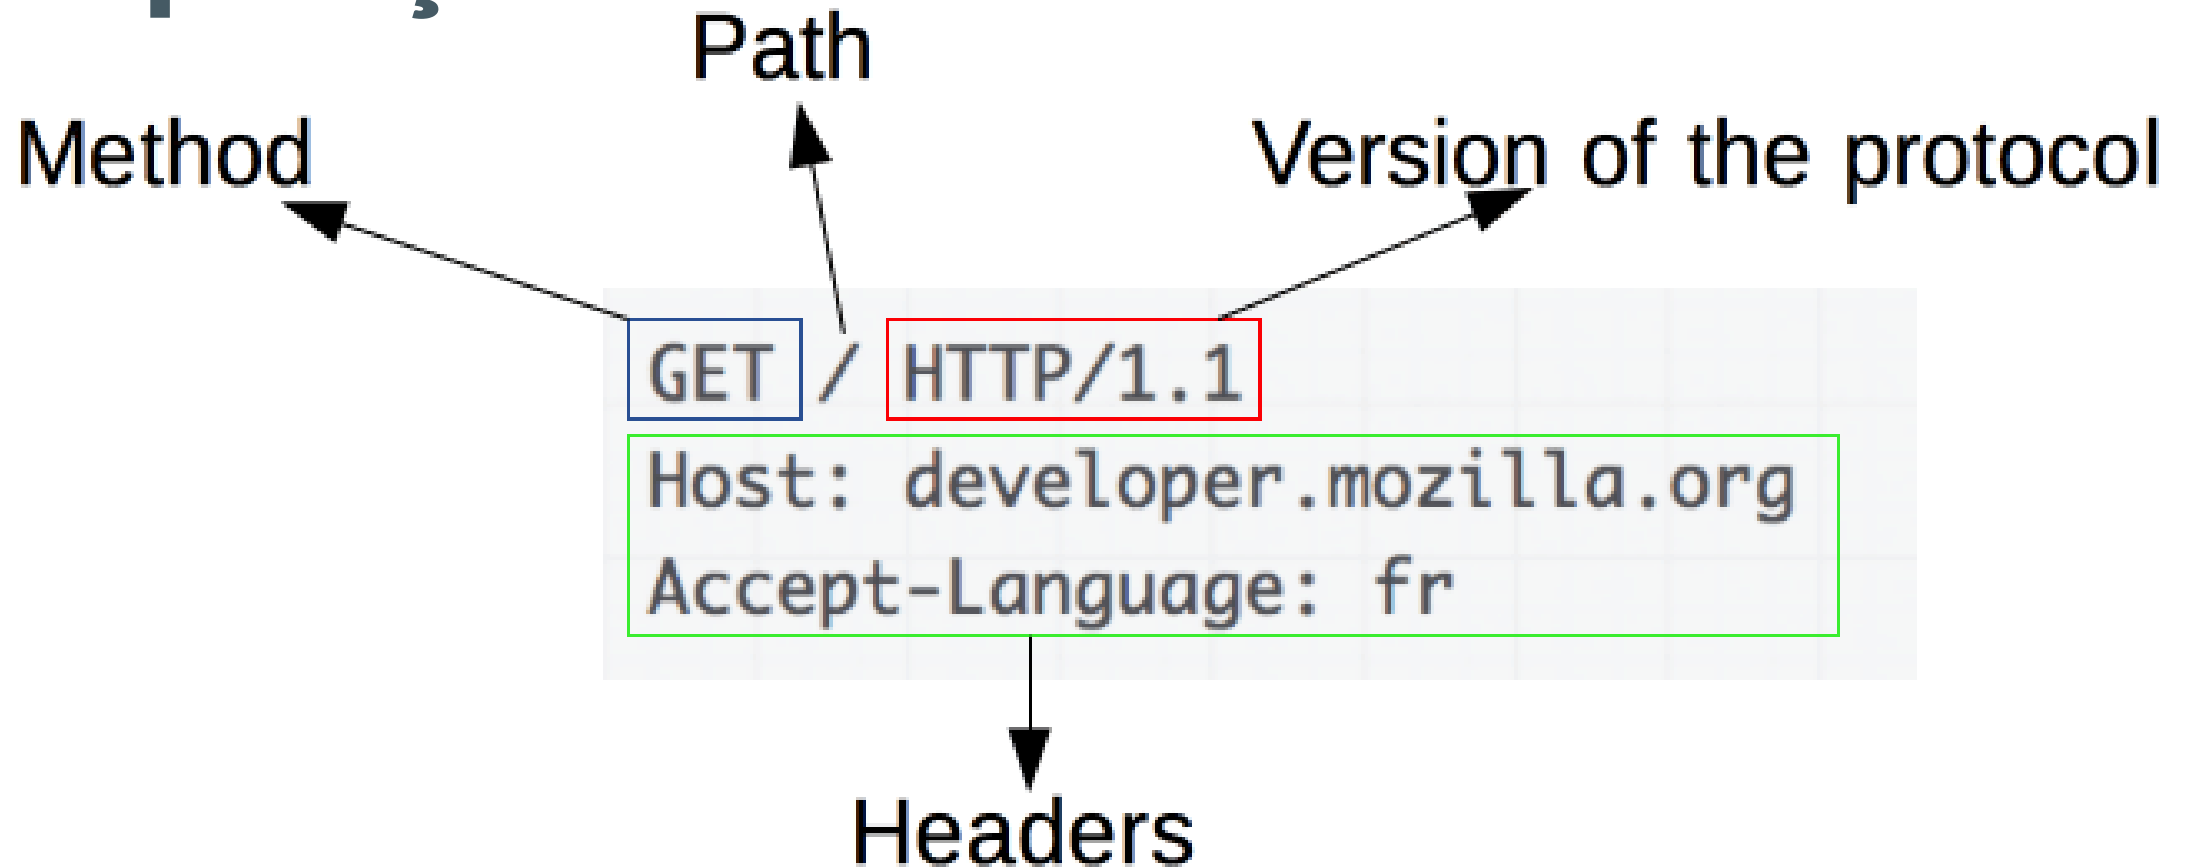 Path
Method
Version of the protocol
GET / HTTP/1.1
Host: developer.mozilla.org
Accept-Language: fr
Headers